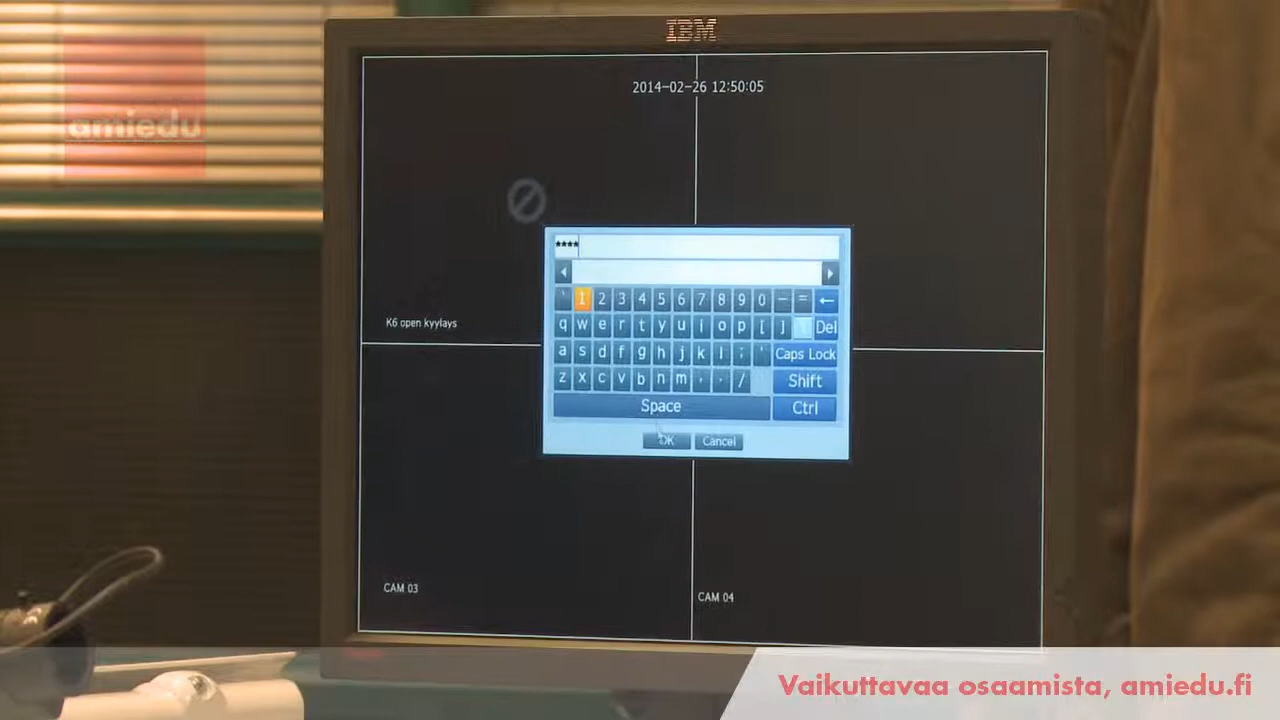 IBM
2014-02-26 12:50:05
amiedu
****
` 1 2 3 4 5 6 7 8 9 0 - = ←
q w e r t y u i o p [ ] \ Del
K6 open kyylays
a s d f g h j k l ; ' Caps Lock
z x c v b n m , . / Shift
Space Ctrl
OK Cancel
CAM 03
CAM 04
Vaikuttavaa osaamista, amiedu.fi